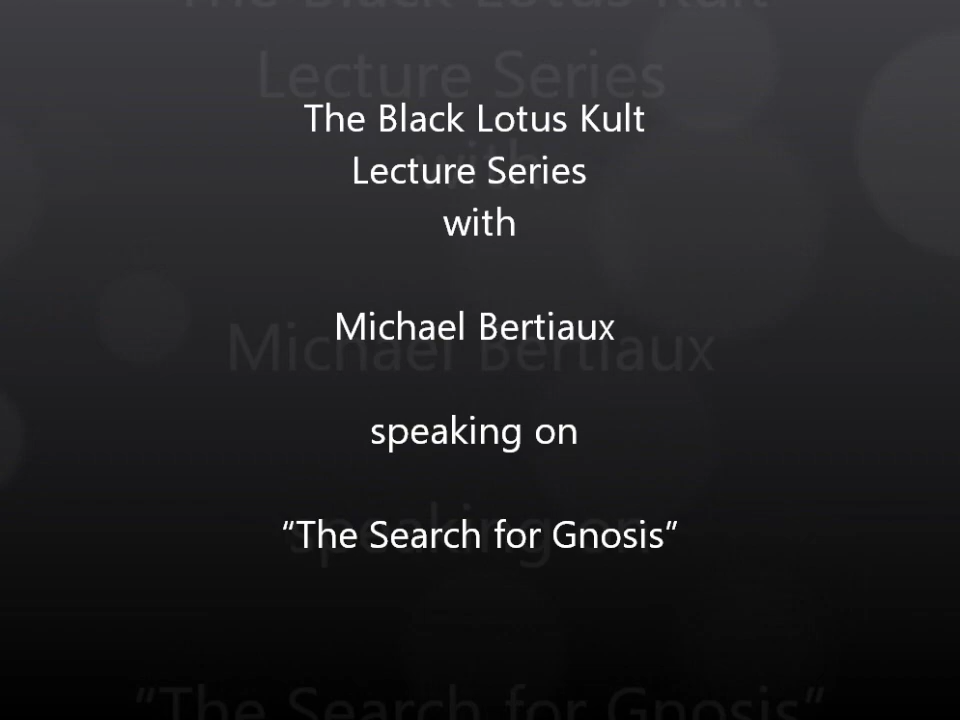 The Black Lotus Kult
Lecture Series
with
Michael Bertiaux
speaking on
“The Search for Gnosis”